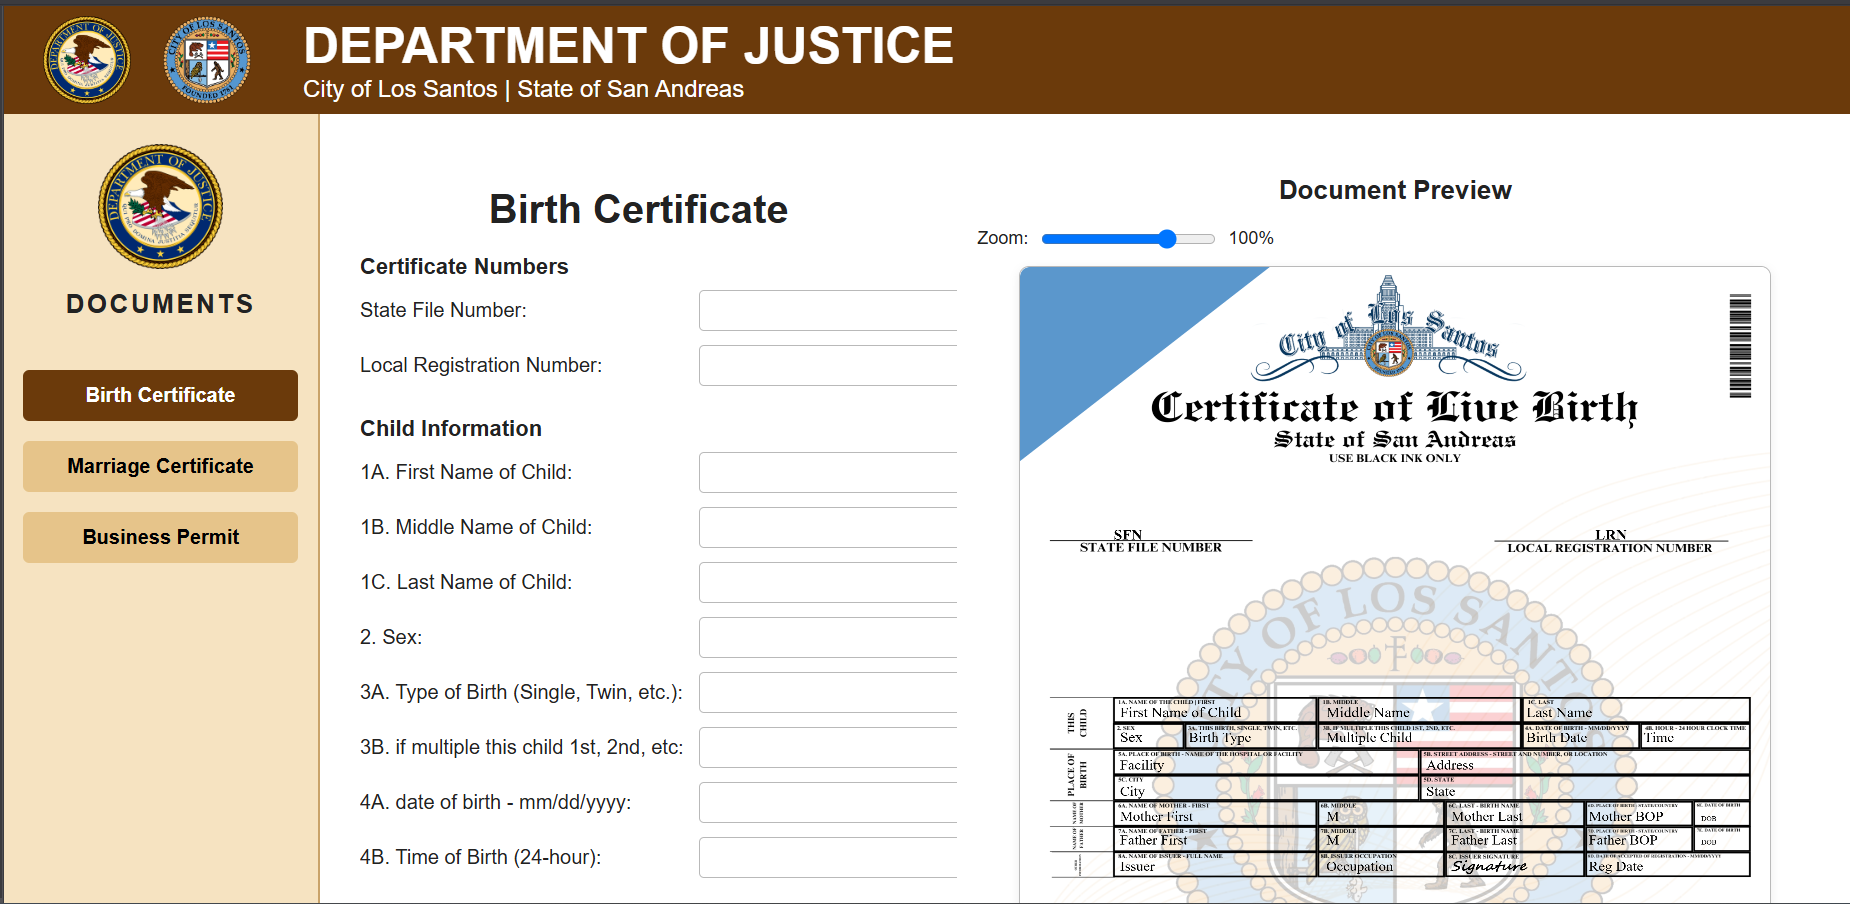 DEPARTMENT OF JUSTICE
City of Los Santos | State of San Andreas
DEPARTMENT OF JUSTICE
DOCUMENTS
Birth Certificate
Marriage Certificate
Business Permit
Birth Certificate
Certificate Numbers
State File Number:
Local Registration Number:
Child Information
1A. First Name of Child:
1B. Middle Name of Child:
1C. Last Name of Child:
2. Sex:
3A. Type of Birth (Single, Twin, etc.):
3B. if multiple this child 1st, 2nd, etc:
4A. date of birth - mm/dd/yyyy:
4B. Time of Birth (24-hour):
Document Preview
Zoom: 100%
City of Los Santos
Certificate of Live Birth
State of San Andreas
USE BLACK INK ONLY
SFN
STATE FILE NUMBER
LRN
LOCAL REGISTRATION NUMBER
CITY OF LOS SANTOS
THIS CHILD
1A. NAME OF THE CHILD | FIRST
First Name of Child
1B. MIDDLE
Middle Name
1C. LAST
Last Name
2. SEX
Sex
3A. THIS BIRTH, SINGLE, TWIN, ETC.
Birth Type
3B. IF MULTIPLE THIS CHILD 1ST, 2ND, ETC.
Multiple Child
4A. DATE OF BIRTH - MM/DD/YYYY
Birth Date
4B. HOUR - 24 HOUR CLOCK TIME
Time
PLACE OF BIRTH
5A. PLACE OF BIRTH - NAME OF THE HOSPITAL OR FACILITY
Facility
5B. STREET ADDRESS - STREET AND NUMBER, OR LOCATION
Address
5C. CITY
City
5D. STATE
State
NAME OF MOTHER
6A. NAME OF MOTHER - FIRST
Mother First
6B. MIDDLE
M
6C. LAST - BIRTH NAME
Mother Last
6D. PLACE OF BIRTH - STATE/COUNTRY
Mother BOP
6E. DATE OF BIRTH
DOB
NAME OF FATHER
7A. NAME OF FATHER - FIRST
Father First
7B. MIDDLE
M
7C. LAST - BIRTH NAME
Father Last
7D. PLACE OF BIRTH - STATE/COUNTRY
Father BOP
7E. DATE OF BIRTH
DOD
8A. NAME OF ISSUER - FULL NAME
Issuer
8B. ISSUER OCCUPATION
Occupation
8C. ISSUER SIGNATURE
Signature
8D. DATE OF ACCEPTED OF REGISTRATION - MM/DD/YYYY
Reg Date